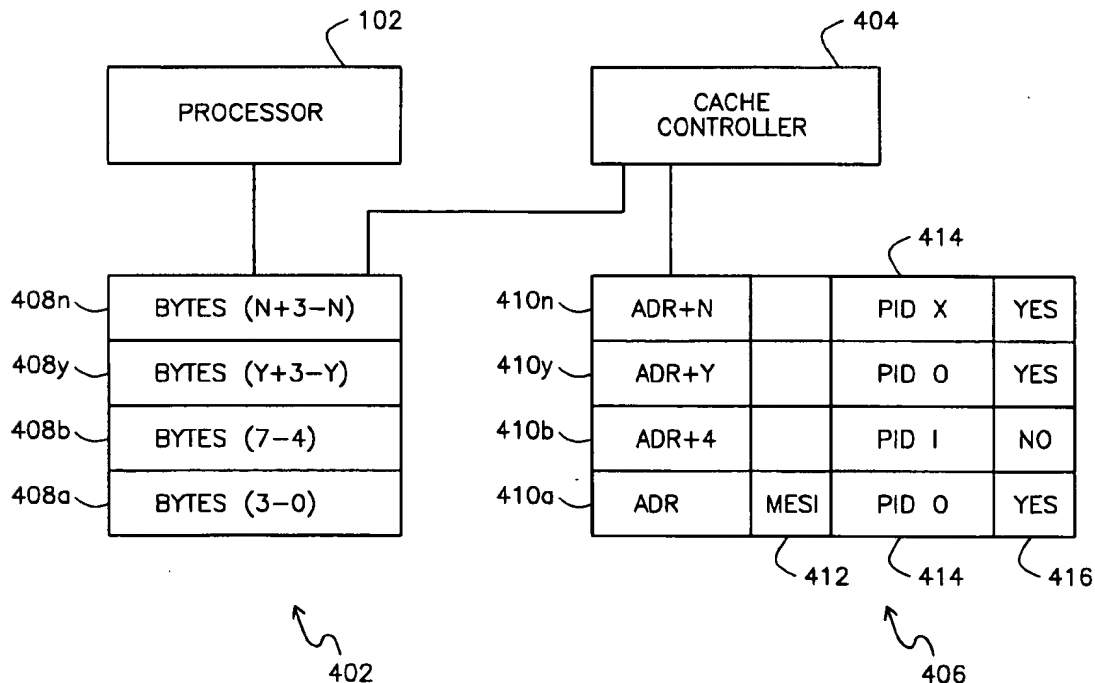 102
404
PROCESSOR
CACHE
CONTROLLER
414
408n BYTES (N+3-N)
410n ADR+N PID X YES
408y BYTES (Y+3-Y)
410y ADR+Y PID O YES
408b BYTES (7-4)
410b ADR+4 PID I NO
408a BYTES (3-0)
410a ADR MESI PID O YES
412 414 416
402
406